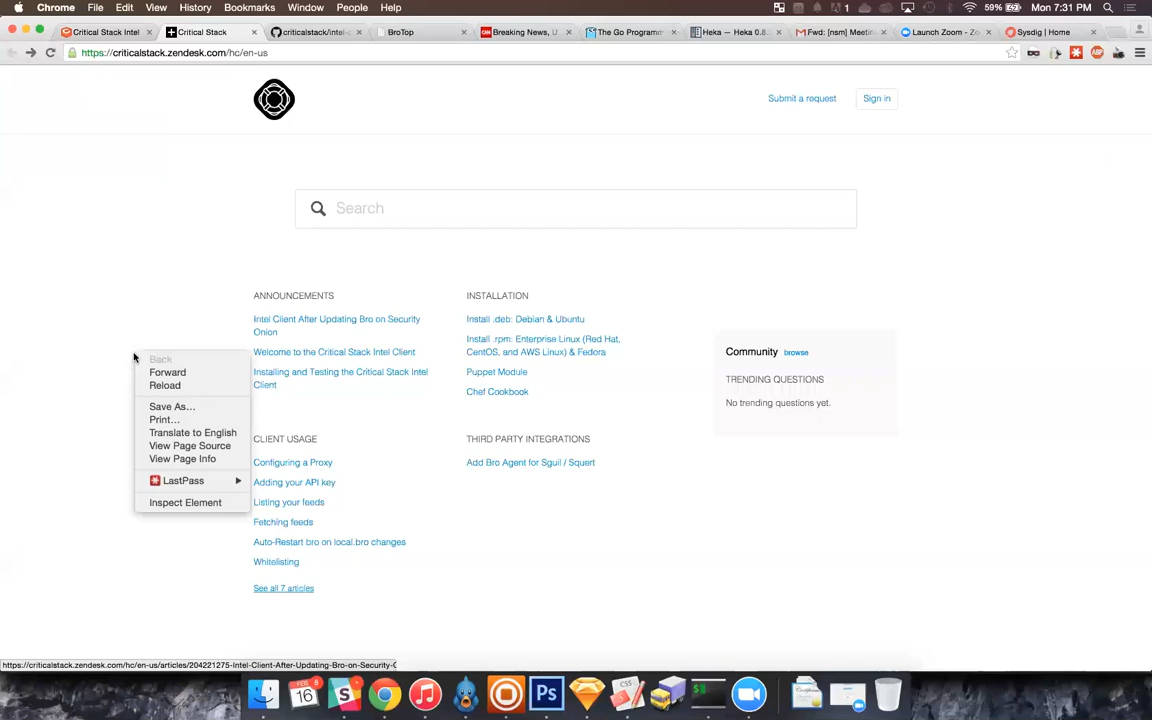 Chrome File Edit View History Bookmarks Window People Help
1 59% Mon 7:31 PM
Critical Stack Intel Critical Stack criticalstack/intel- BroTop Breaking News, U The Go Programm Heka — Heka 0.8. Fwd: [nsm] Meetin Launch Zoom - Zo Sysdig | Home
https://criticalstack.zendesk.com/hc/en-us
ABP
Submit a request
Sign in
Search
ANNOUNCEMENTS
Intel Client After Updating Bro on Security
Onion
Welcome to the Critical Stack Intel Client
Installing and Testing the Critical Stack Intel
Client
INSTALLATION
Install .deb: Debian & Ubuntu
Install .rpm: Enterprise Linux (Red Hat,
CentOS, and AWS Linux) & Fedora
Puppet Module
Chef Cookbook
Community browse
TRENDING QUESTIONS
No trending questions yet.
Back
Forward
Reload
Save As...
Print...
Translate to English
View Page Source
View Page Info
LastPass
Inspect Element
CLIENT USAGE
Configuring a Proxy
Adding your API key
Listing your feeds
Fetching feeds
Auto-Restart bro on local.bro changes
Whitelisting
See all 7 articles
THIRD PARTY INTEGRATIONS
Add Bro Agent for Sguil / Squert
https://criticalstack.zendesk.com/hc/en-us/articles/204221275-Intel-Client-After-Updating-Bro-on-Security-O
FEB
16
Ps
CSS
$